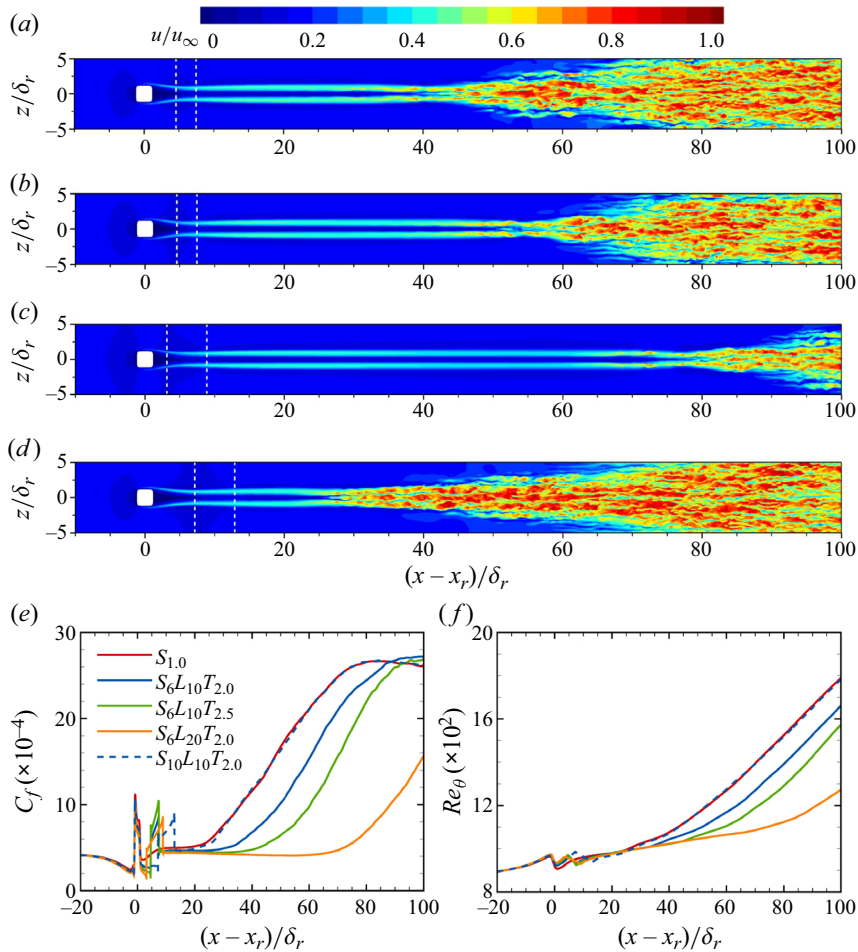 (a)
u/u∞ 0 0.2 0.4 0.6 0.8 1.0
z/δr
5
0
−5
0 20 40 60 80 100
(b)
z/δr
5
0
−5
0 20 40 60 80 100
(c)
z/δr
5
0
−5
0 20 40 60 80 100
(d)
z/δr
5
0
−5
0 20 40 60 80 100
(x − xr)/δr
(e)
Cf (×10−4)
30
20
10
0
S1.0
S6L10T2.0
S6L10T2.5
S6L20T2.0
S10L10T2.0
−20 0 20 40 60 80 100
(x − xr)/δr
(f)
Reθ (×102)
20
16
12
8
−20 0 20 40 60 80 100
(x − xr)/δr